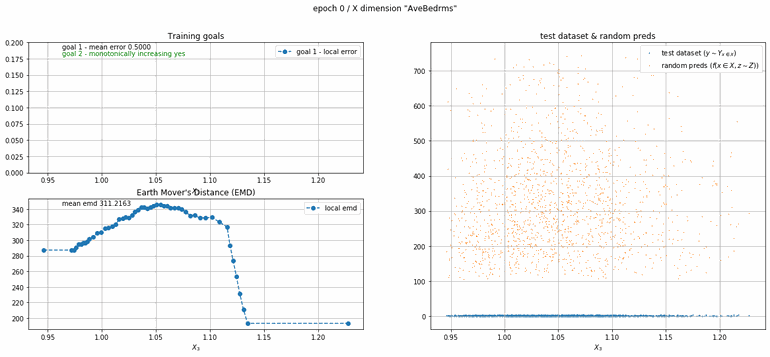 epoch 0 / X dimension "AveBedrms"
Training goals
goal 1 - mean error 0.5000
goal 2 - monotonically increasing yes
goal 1 - local error
0.200
0.175
0.150
0.125
0.100
0.075
0.050
0.025
0.000
0.95 1.00 1.05 1.10 1.15 1.20
Earth Mover's Distance (EMD)
mean emd 311.2163
local emd
340
320
300
280
260
240
220
200
0.95 1.00 1.05 1.10 1.15 1.20
X₃
test dataset & random preds
test dataset (y ~ Yₓ ∈ ₓ)
random preds (f(x ∈ X, z ~ Z))
700
600
500
400
300
200
100
0
0.95 1.00 1.05 1.10 1.15 1.20
X₃